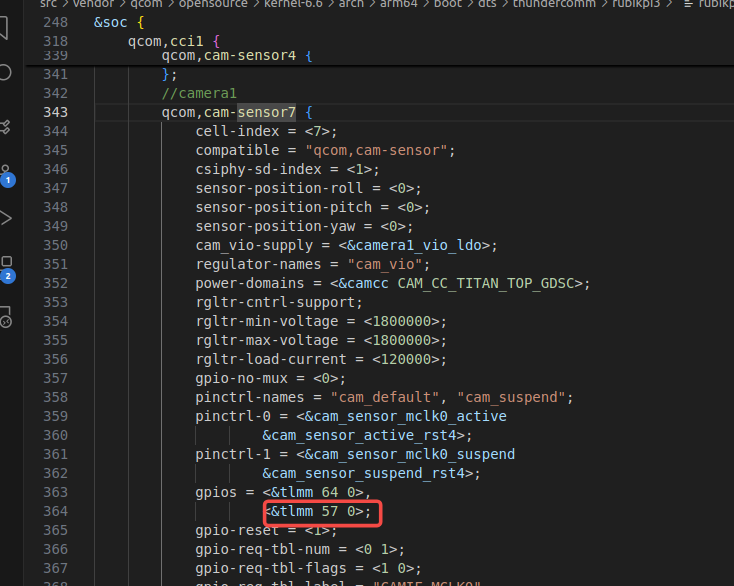 src > vendor > qcom > opensource > kernel-6.6 > arch > arm64 > boot > dts > thundercomm > rubikpi3 >
248 &soc {
318 qcom,cci1 {
339 qcom,cam-sensor4 {
341 };
342 //camera1
343 qcom,cam-sensor7 {
344 cell-index = <7>;
345 compatible = "qcom,cam-sensor";
346 csiphy-sd-index = <1>;
347 sensor-position-roll = <0>;
348 sensor-position-pitch = <0>;
349 sensor-position-yaw = <0>;
350 cam_vio-supply = <&camera1_vio_ldo>;
351 regulator-names = "cam_vio";
352 power-domains = <&camcc CAM_CC_TITAN_TOP_GDSC>;
353 rgltr-cntrl-support;
354 rgltr-min-voltage = <1800000>;
355 rgltr-max-voltage = <1800000>;
356 rgltr-load-current = <120000>;
357 gpio-no-mux = <0>;
358 pinctrl-names = "cam_default", "cam_suspend";
359 pinctrl-0 = <&cam_sensor_mclk0_active
360 &cam_sensor_active_rst4>;
361 pinctrl-1 = <&cam_sensor_mclk0_suspend
362 &cam_sensor_suspend_rst4>;
363 gpios = <&tlmm 64 0>,
364 <&tlmm 57 0>;
365 gpio-reset = <1>;
366 gpio-req-tbl-num = <0 1>;
367 gpio-req-tbl-flags = <1 0>;
368 gpio-req-tbl-label = "CAMIF_MCLK0"
1
2